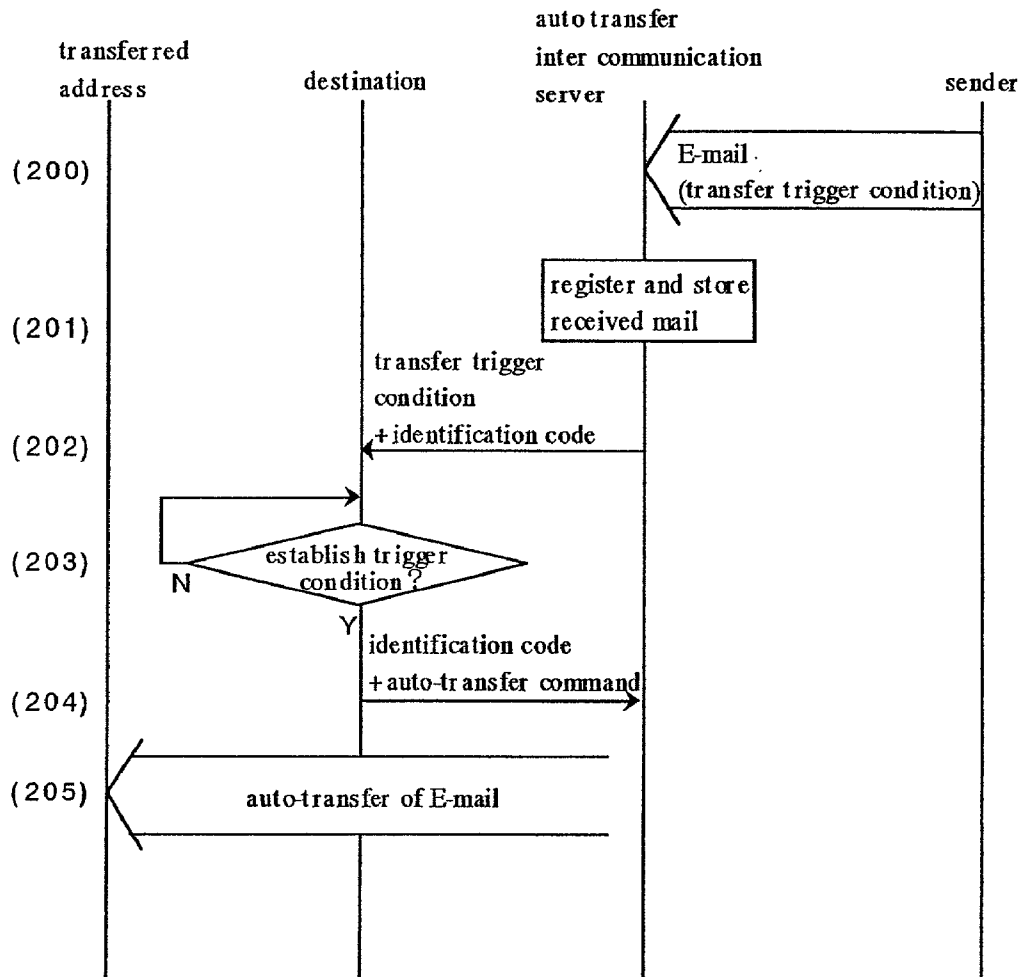 transferred
address
destination
auto transfer
inter communication
server
sender
(200)
E-mail
(transfer trigger condition)
(201)
register and store
received mail
transfer trigger
condition
+identification code
(202)
(203)
establish trigger
condition?
N
Y
identification code
+auto-transfer command
(204)
(205)
auto-transfer of E-mail